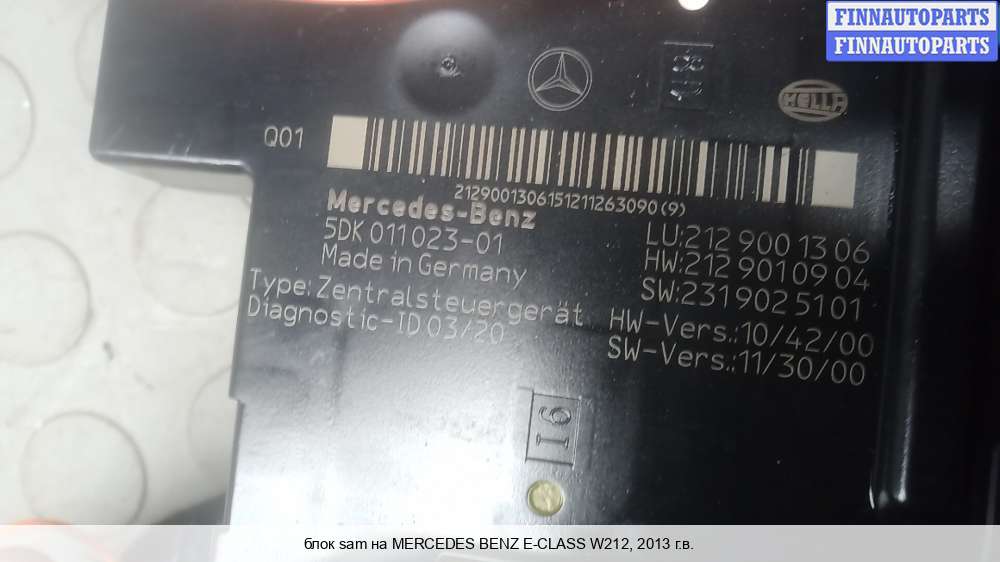 FINNAUTOPARTS
FINNAUTOPARTS
HELLA
Q01
2129001306151211263090(9)
Mercedes-Benz
5DK 011 023-01
Made in Germany
Type: Zentralsteuergerät
Diagnostic-ID 03/20
LU:212 900 13 06
HW:212 901 09 04
SW:231 902 51 01
HW-Vers.:10/42/00
SW-Vers.:11/30/00
I6
блок sam на MERCEDES BENZ E-CLASS W212, 2013 г.в.